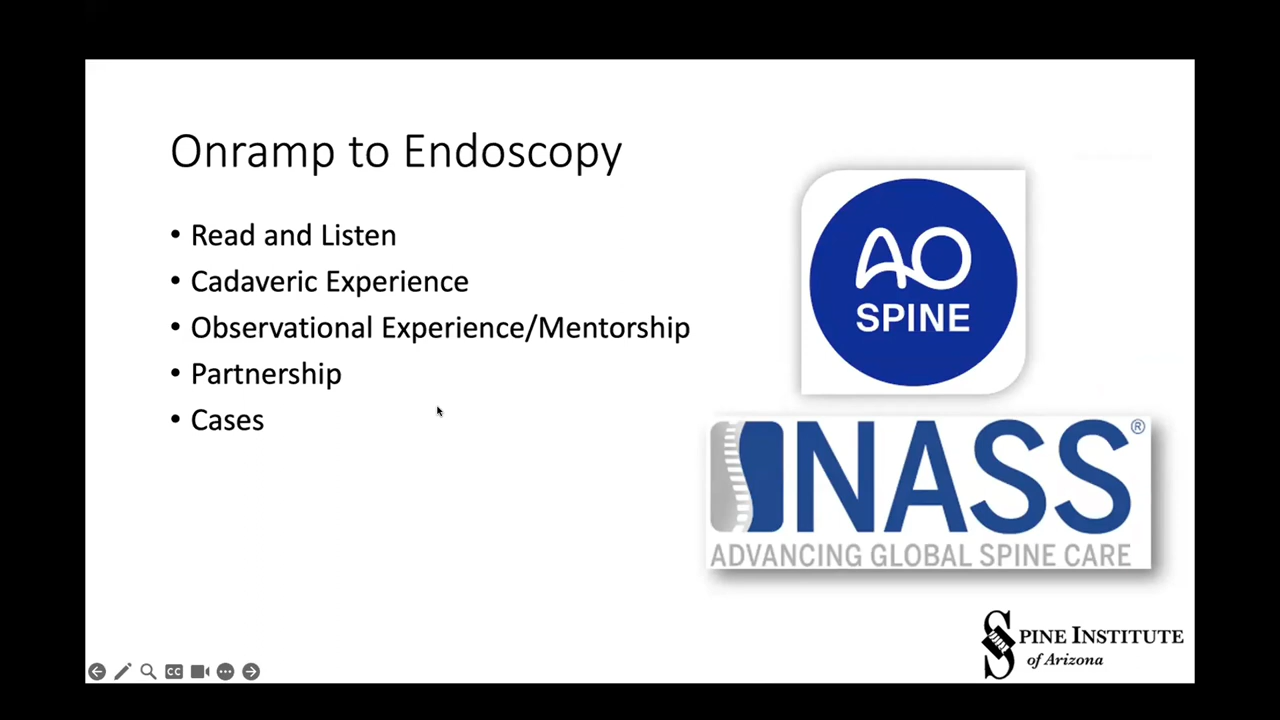 Onramp to Endoscopy
• Read and Listen
• Cadaveric Experience
• Observational Experience/Mentorship
• Partnership
• Cases
AO
SPINE
NASS®
ADVANCING GLOBAL SPINE CARE
SPINE INSTITUTE
of Arizona
CC